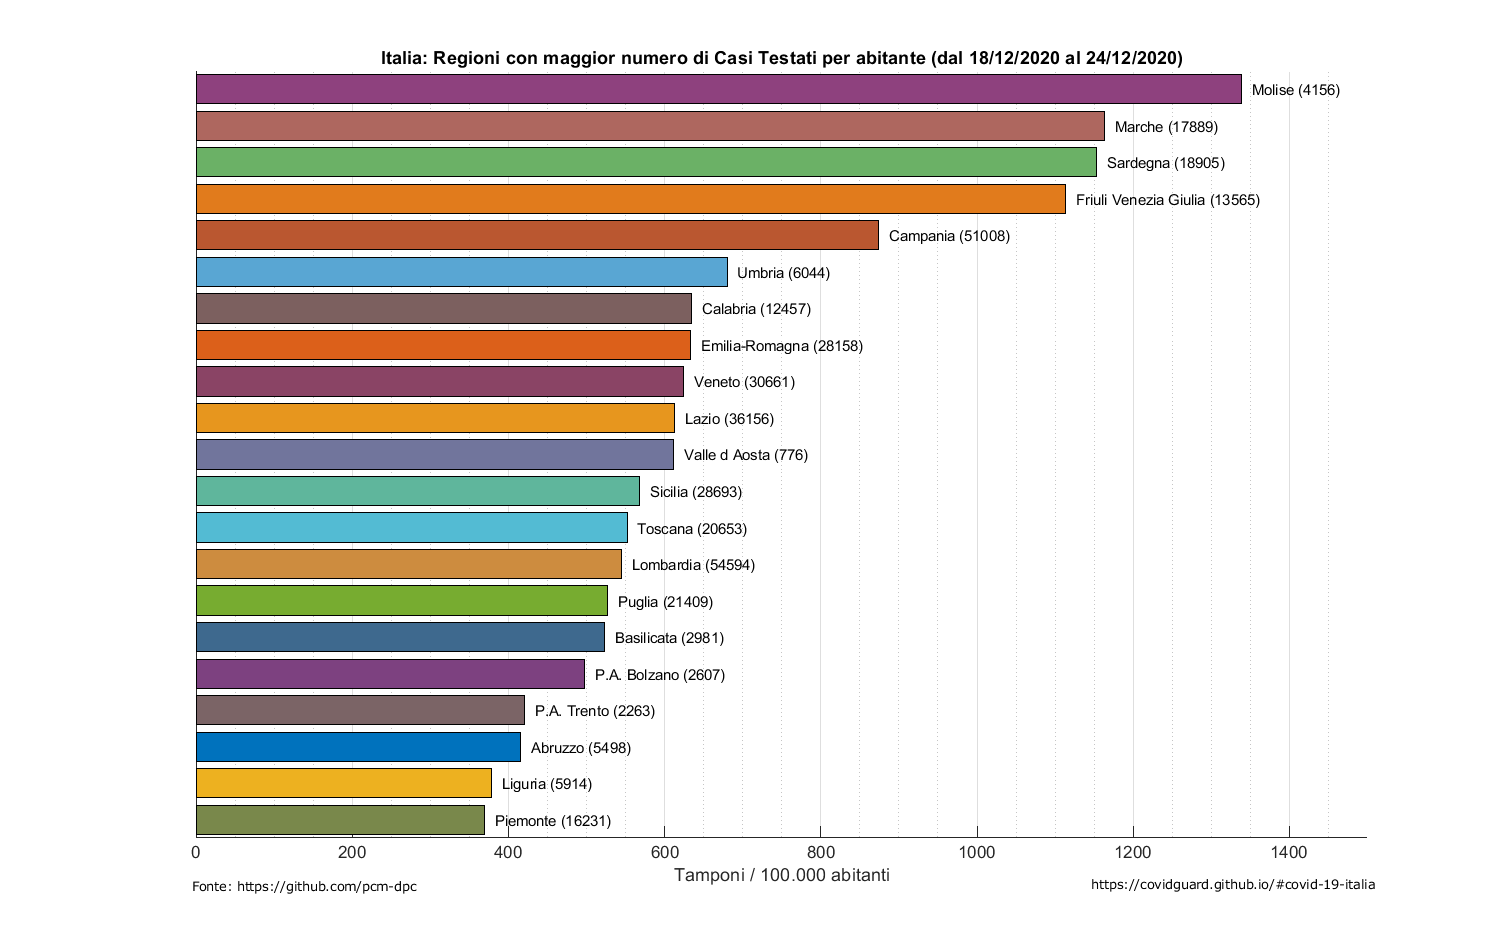 Italia: Regioni con maggior numero di Casi Testati per abitante (dal 18/12/2020 al 24/12/2020)
Molise (4156)
Marche (17889)
Sardegna (18905)
Friuli Venezia Giulia (13565)
Campania (51008)
Umbria (6044)
Calabria (12457)
Emilia-Romagna (28158)
Veneto (30661)
Lazio (36156)
Valle d Aosta (776)
Sicilia (28693)
Toscana (20653)
Lombardia (54594)
Puglia (21409)
Basilicata (2981)
P.A. Bolzano (2607)
P.A. Trento (2263)
Abruzzo (5498)
Liguria (5914)
Piemonte (16231)
0 200 400 600 800 1000 1200 1400
Tamponi / 100.000 abitanti
Fonte: https://github.com/pcm-dpc
https://covidguard.github.io/#covid-19-italia